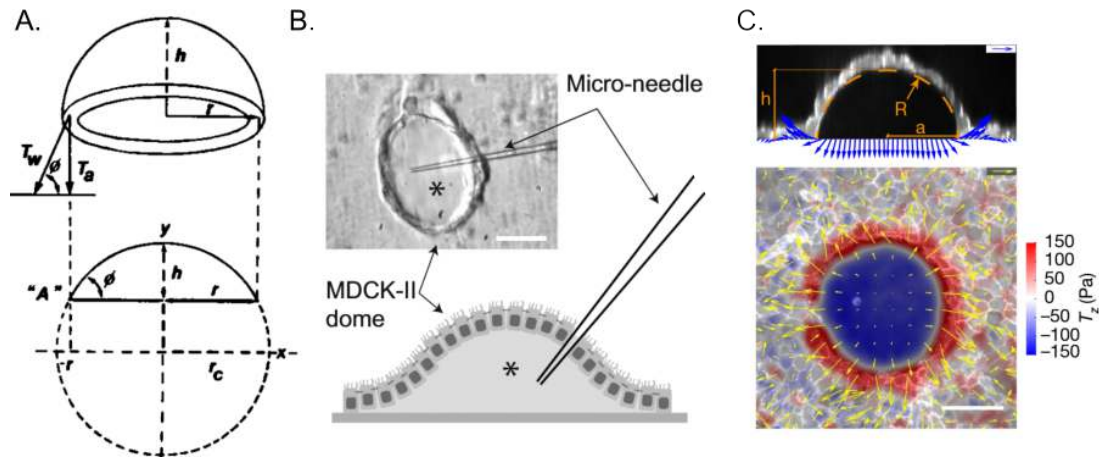 A.
h
r
T_w
ø
T_a
y
h
"A"
ø
r
-r
r_c
x
B.
Micro-needle
*
MDCK-II
dome
*
C.
h
R
a
150
100
50
0
−50
−100
−150
T_z (Pa)